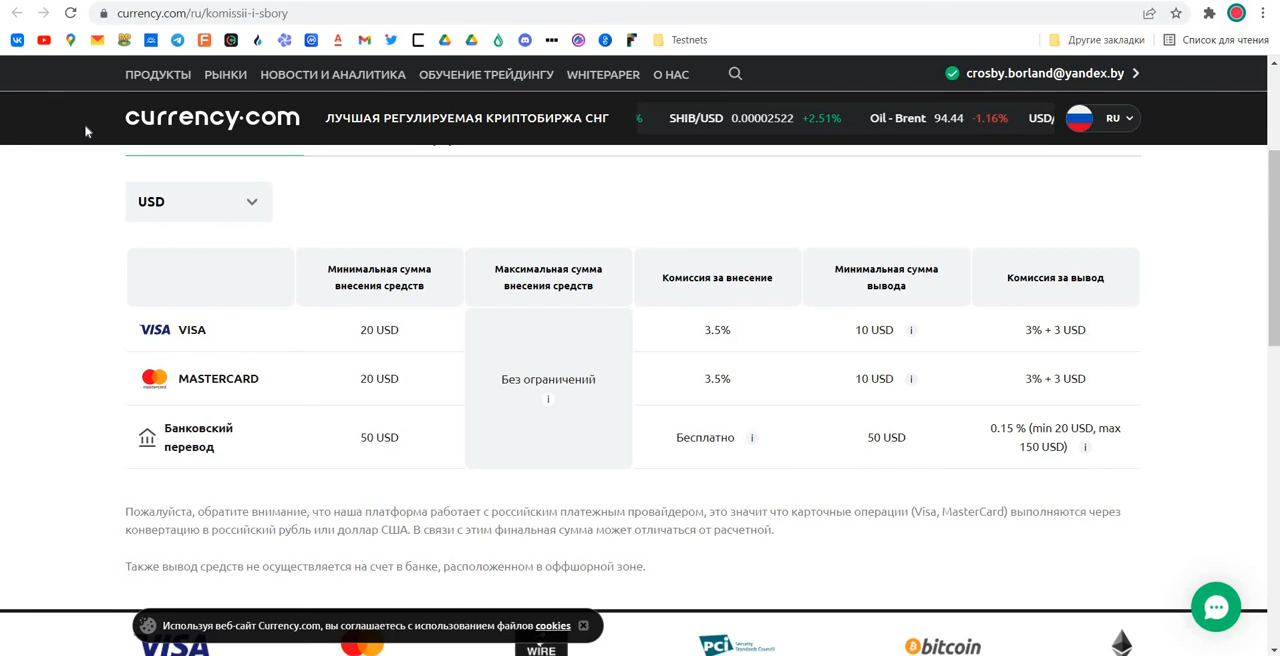 currency.com/ru/komissii-i-sbory
Testnets
Другие закладки
Список для чтения
ПРОДУКТЫ РЫНКИ НОВОСТИ И АНАЛИТИКА ОБУЧЕНИЕ ТРЕЙДИНГУ WHITEPAPER О НАС
crosby.borland@yandex.by
currency.com
ЛУЧШАЯ РЕГУЛИРУЕМАЯ КРИПТОБИРЖА СНГ
% SHIB/USD 0.00002522 +2.51% Oil - Brent 94.44 -1.16% USD/
RU
USD
Минимальная сумма
внесения средств
Максимальная сумма
внесения средств
Комиссия за внесение
Минимальная сумма
вывода
Комиссия за вывод
VISA VISA 20 USD 3.5% 10 USD i 3% + 3 USD
mastercard MASTERCARD 20 USD Без ограничений 3.5% 10 USD i 3% + 3 USD
i
Банковский
перевод
50 USD
Бесплатно i
50 USD
0.15 % (min 20 USD, max
150 USD) i
Пожалуйста, обратите внимание, что наша платформа работает с российским платежным провайдером, это значит что карточные операции (Visa, MasterCard) выполняются через
конвертацию в российский рубль или доллар США. В связи с этим финальная сумма может отличаться от расчетной.
Также вывод средств не осуществляется на счет в банке, расположенном в оффшорной зоне.
Используя веб-сайт Currency.com, вы соглашаетесь с использованием файлов cookies
VISA
WIRE
PCI Security
Standards Council
bitcoin